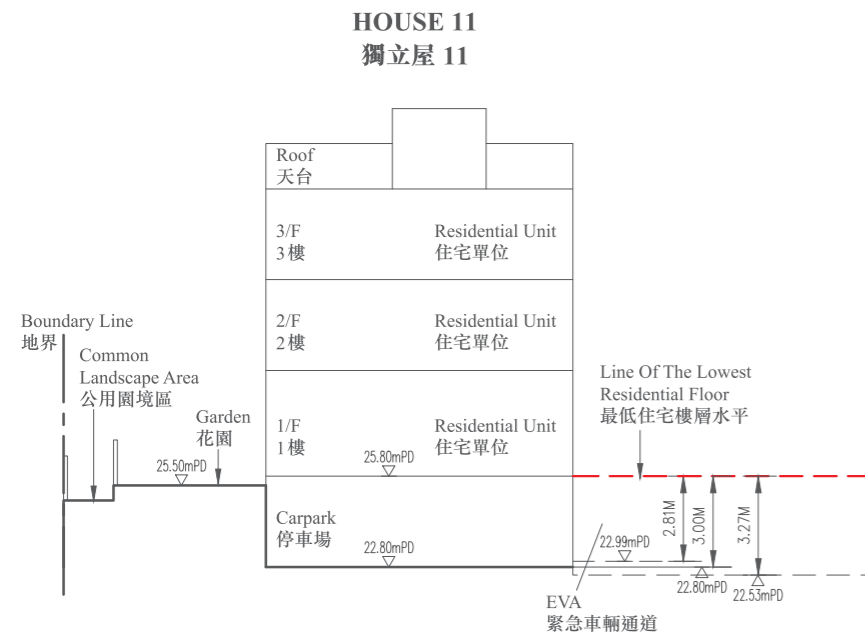 HOUSE 11
獨立屋 11
Roof
天台
3/F
3樓
Residential Unit
住宅單位
2/F
2樓
Residential Unit
住宅單位
Boundary Line
地界
Common
Landscape Area
公用園境區
Garden
花園
25.50mPD
1/F
1樓
Residential Unit
住宅單位
25.80mPD
Line Of The Lowest
Residential Floor
最低住宅樓層水平
Carpark
停車場
22.80mPD
22.99mPD
2.81M
3.00M
3.27M
22.80mPD
22.53mPD
EVA
緊急車輛通道